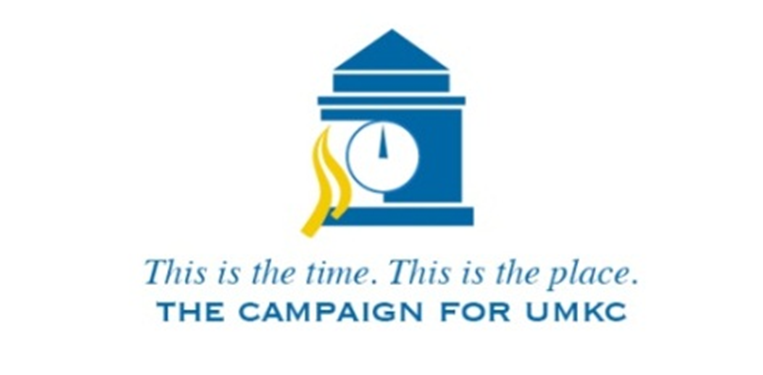 This is the time. This is the place.
THE CAMPAIGN FOR UMKC